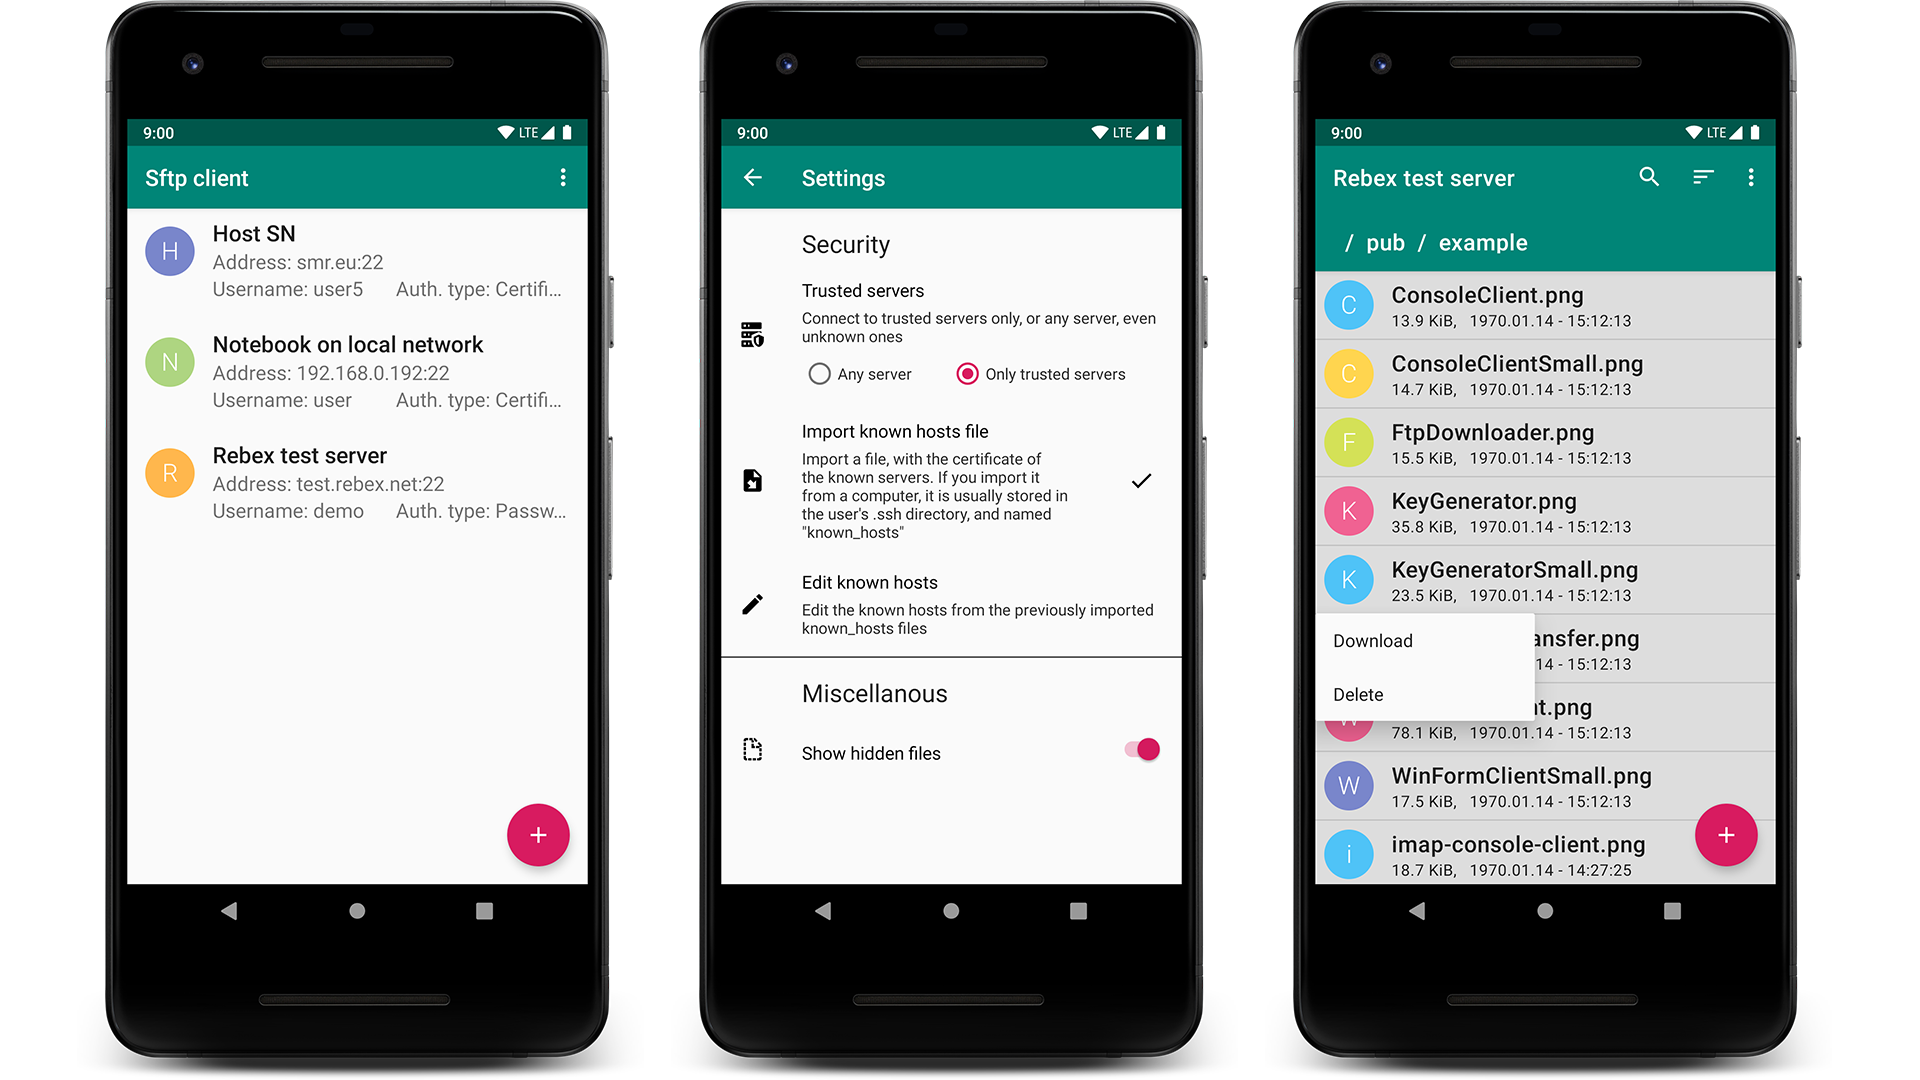 9:00
LTE
Sftp client
H
Host SN
Address: smr.eu:22
Username: user5 Auth. type: Certifi...
N
Notebook on local network
Address: 192.168.0.192:22
Username: user Auth. type: Certifi...
R
Rebex test server
Address: test.rebex.net:22
Username: demo Auth. type: Passw...
+
9:00
LTE
Settings
Security
Trusted servers
Connect to trusted servers only, or any server, even
unknown ones
Any server Only trusted servers
Import known hosts file
Import a file, with the certificate of
the known servers. If you import it
from a computer, it is usually stored in
the user's .ssh directory, and named
"known_hosts"
Edit known hosts
Edit the known hosts from the previously imported
known_hosts files
Miscellanous
Show hidden files
9:00
LTE
Rebex test server
/ pub / example
C
ConsoleClient.png
13.9 KiB, 1970.01.14 - 15:12:13
C
ConsoleClientSmall.png
14.7 KiB, 1970.01.14 - 15:12:13
F
FtpDownloader.png
15.5 KiB, 1970.01.14 - 15:12:13
K
KeyGenerator.png
35.8 KiB, 1970.01.14 - 15:12:13
K
KeyGeneratorSmall.png
23.5 KiB, 1970.01.14 - 15:12:13
Download
ansfer.png
14 - 15:12:13
Delete
t.png
W
78.1 KiB, 1970.01.14 - 15:12:13
W
WinFormClientSmall.png
17.5 KiB, 1970.01.14 - 15:12:13
i
imap-console-client.png
18.7 KiB, 1970.01.14 - 14:27:25
+